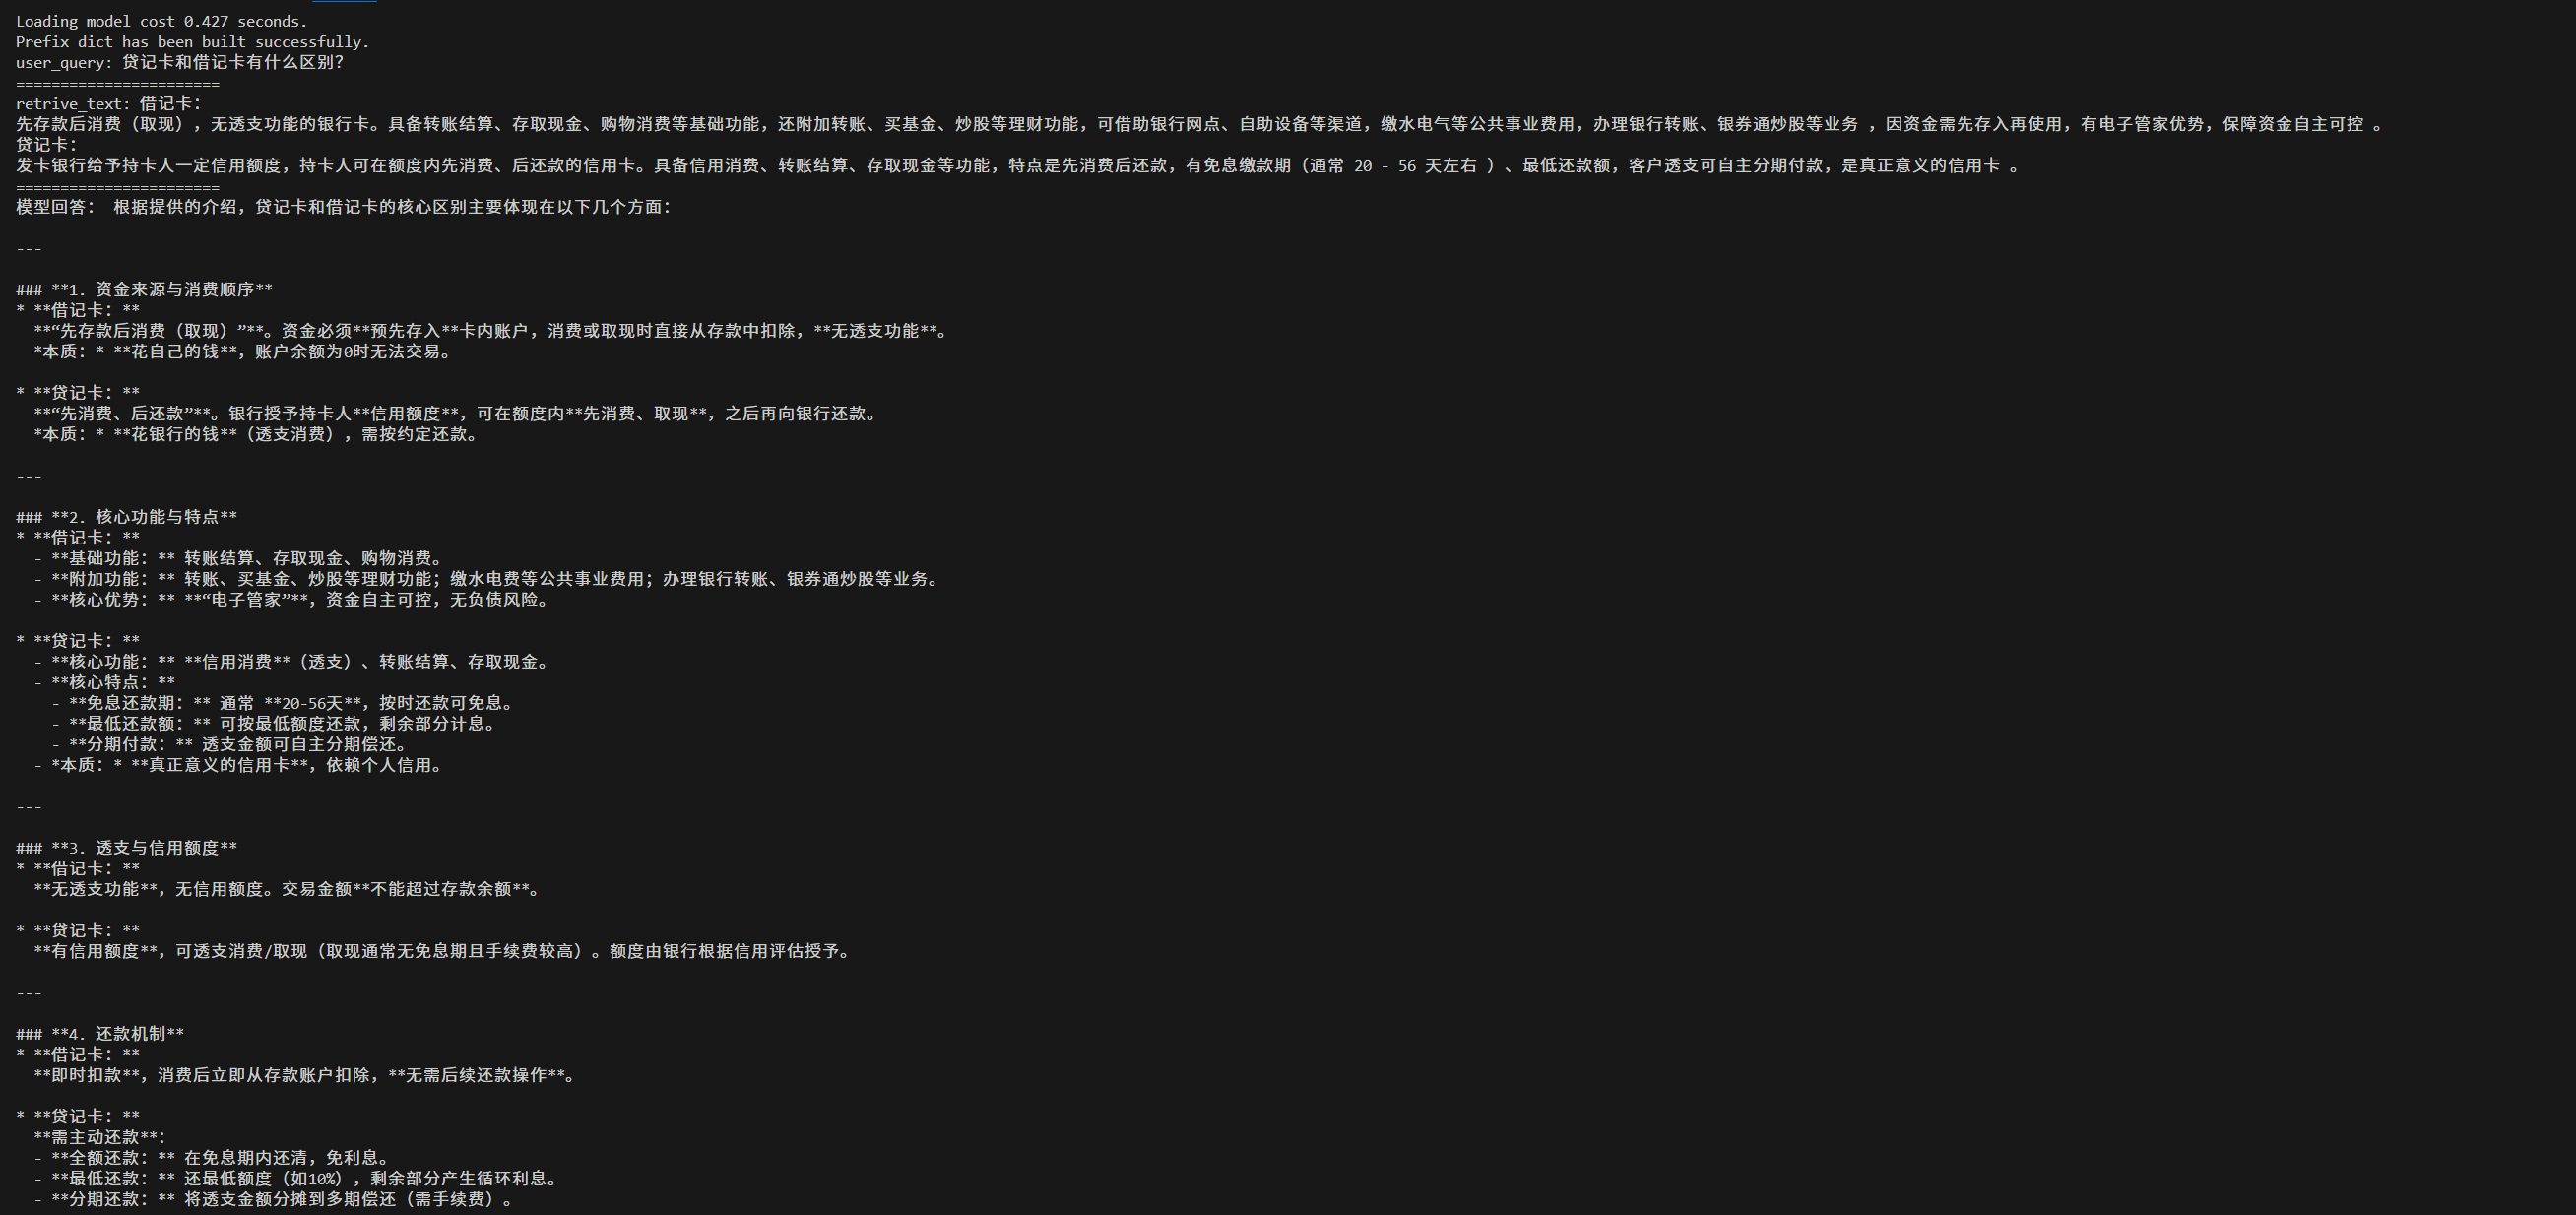 Loading model cost 0.427 seconds.
Prefix dict has been built successfully.
user_query: 贷记卡和借记卡有什么区别？
=======================
retrive_text: 借记卡：
先存款后消费（取现），无透支功能的银行卡。具备转账结算、存取现金、购物消费等基础功能，还附加转账、买基金、炒股等理财功能，可借助银行网点、自助设备等渠道，缴水电气等公共事业费用，办理银行转账、银券通炒股等业务 ，因资金需先存入再使用，有电子管家优势，保障资金自主可控 。
贷记卡：
发卡银行给予持卡人一定信用额度，持卡人可在额度内先消费、后还款的信用卡。具备信用消费、转账结算、存取现金等功能，特点是先消费后还款，有免息缴款期（通常 20 - 56 天左右 ）、最低还款额，客户透支可自主分期付款，是真正意义的信用卡 。
=======================
模型回答： 根据提供的介绍，贷记卡和借记卡的核心区别主要体现在以下几个方面：
---
### **1. 资金来源与消费顺序**
* **借记卡：**
**“先存款后消费（取现）”**。资金必须**预先存入**卡内账户，消费或取现时直接从存款中扣除，**无透支功能**。
*本质：* **花自己的钱**，账户余额为0时无法交易。
* **贷记卡：**
**“先消费、后还款”**。银行授予持卡人**信用额度**，可在额度内**先消费、取现**，之后再向银行还款。
*本质：* **花银行的钱**（透支消费），需按约定还款。
---
### **2. 核心功能与特点**
* **借记卡：**
- **基础功能：** 转账结算、存取现金、购物消费。
- **附加功能：** 转账、买基金、炒股等理财功能；缴水电费等公共事业费用；办理银行转账、银券通炒股等业务。
- **核心优势：** **“电子管家”**，资金自主可控，无负债风险。
* **贷记卡：**
- **核心功能：** **信用消费**（透支）、转账结算、存取现金。
- **核心特点：**
- **免息还款期：** 通常 **20-56天**，按时还款可免息。
- **最低还款额：** 可按最低额度还款，剩余部分计息。
- **分期付款：** 透支金额可自主分期偿还。
- *本质：* **真正意义的信用卡**，依赖个人信用。
---
### **3. 透支与信用额度**
* **借记卡：**
**无透支功能**，无信用额度。交易金额**不能超过存款余额**。
* **贷记卡：**
**有信用额度**，可透支消费/取现（取现通常无免息期且手续费较高）。额度由银行根据信用评估授予。
---
### **4. 还款机制**
* **借记卡：**
**即时扣款**，消费后立即从存款账户扣除，**无需后续还款操作**。
* **贷记卡：**
**需主动还款**：
- **全额还款：** 在免息期内还清，免利息。
- **最低还款：** 还最低额度（如10%），剩余部分产生循环利息。
- **分期还款：** 将透支金额分摊到多期偿还（需手续费）。